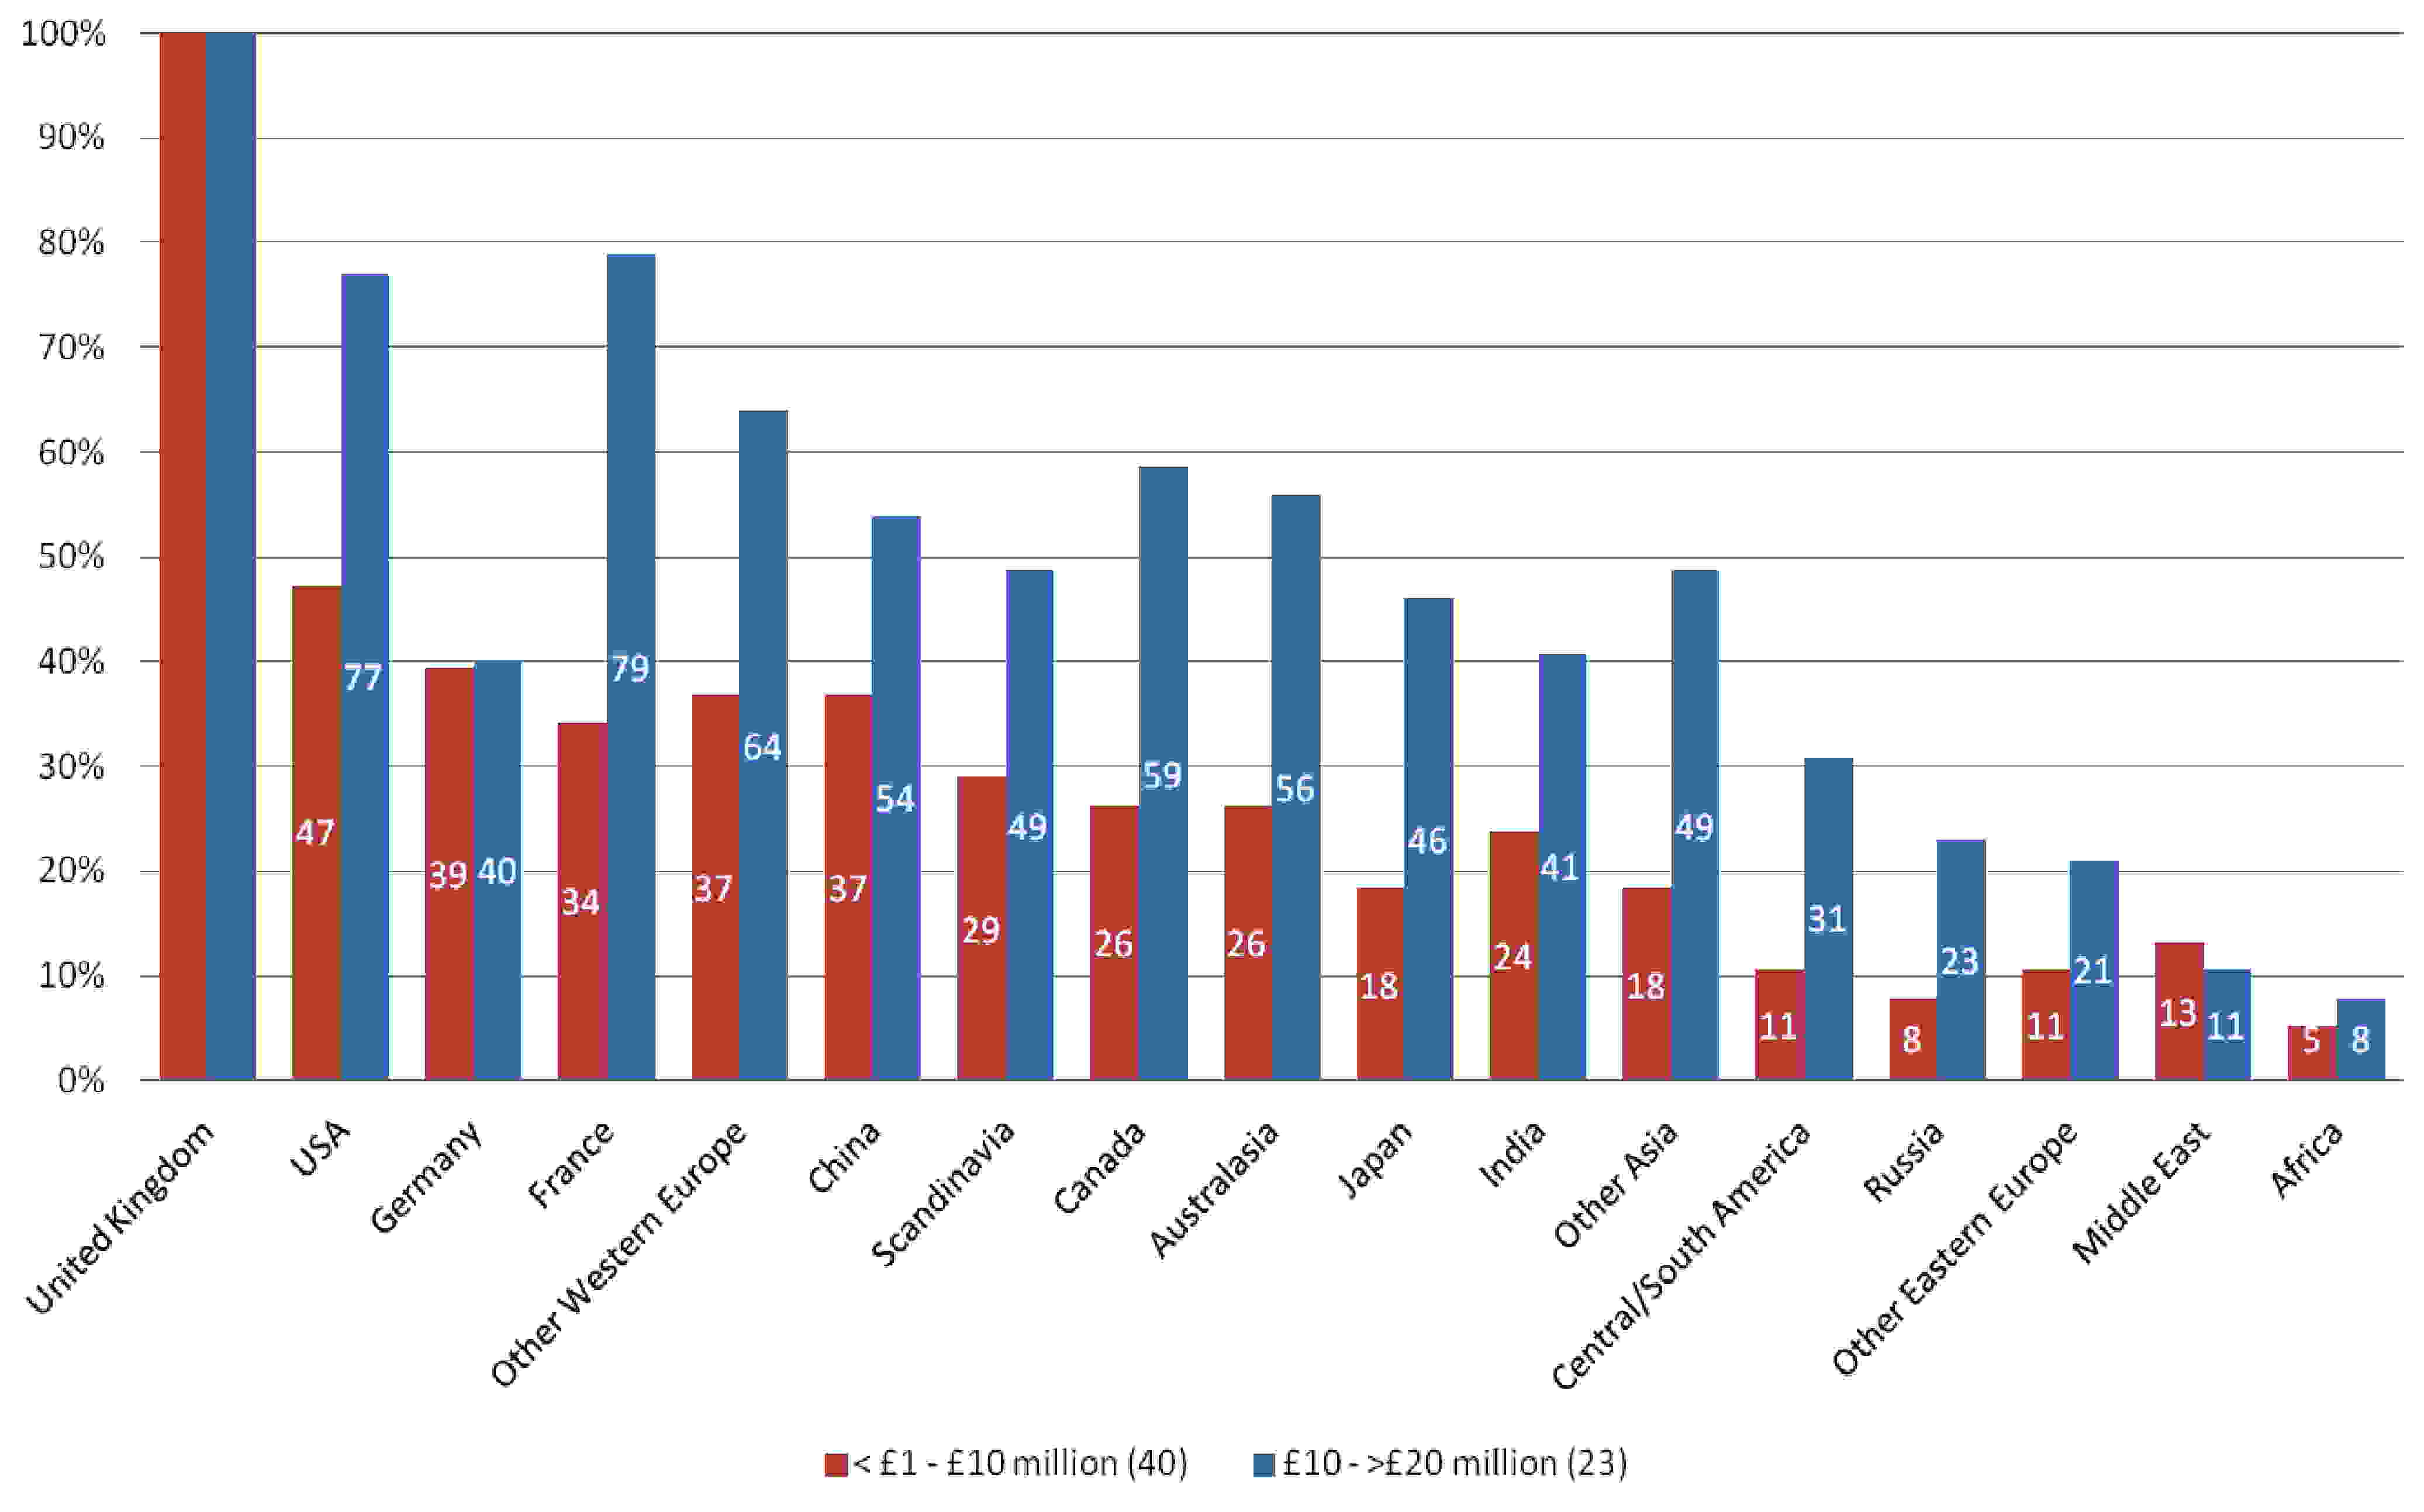 100%
90%
80%
70%
60%
50%
40%
30%
20%
10%
0%
47
77
39
40
34
79
37
64
37
54
29
49
26
59
26
56
18
46
24
41
18
49
11
31
8
23
11
21
13
11
5
8
United Kingdom
USA
Germany
France
Other Western Europe
China
Scandinavia
Canada
Australasia
Japan
India
Other Asia
Central/South America
Russia
Other Eastern Europe
Middle East
Africa
< £1 - £10 million (40)
£10 - >£20 million (23)